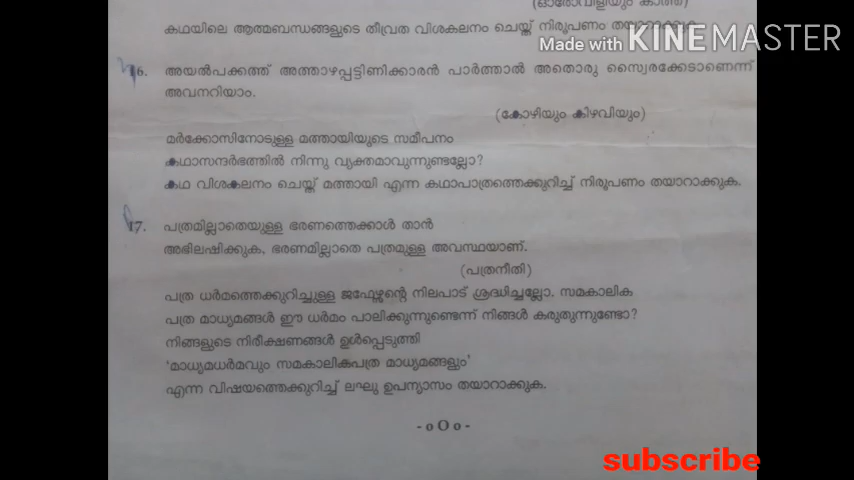 (ഓരോവിളിയും കാത്ത്)
കഥയിലെ ആത്മബന്ധങ്ങളുടെ തീവ്രത വിശകലനം ചെയ്ത് നിരൂപണം തയാറാക്കുക.
Made with KINEMASTER
16. അയൽപക്കത്ത് അത്താഴപ്പട്ടിണിക്കാരൻ പാർത്താൽ അതൊരു സ്വൈരക്കേടാണെന്ന്
അവനറിയാം.
(കോഴിയും കിഴവിയും)
മർക്കോസിനോടുള്ള മത്തായിയുടെ സമീപനം
കഥാസന്ദർഭത്തിൽ നിന്നു വ്യക്തമാവുന്നുണ്ടല്ലോ?
കഥ വിശകലനം ചെയ്ത് മത്തായി എന്ന കഥാപാത്രത്തെക്കുറിച്ച് നിരൂപണം തയാറാക്കുക.
17. പത്രമില്ലാതെയുള്ള ഭരണത്തെക്കാൾ താൻ
അഭിലഷിക്കുക, ഭരണമില്ലാതെ പത്രമുള്ള അവസ്ഥയാണ്.
(പത്രനീതി)
പത്ര ധർമത്തെക്കുറിച്ചുള്ള ജഫേഴ്സന്റെ നിലപാട് ശ്രദ്ധിച്ചല്ലോ. സമകാലിക
പത്ര മാധ്യമങ്ങൾ ഈ ധർമം പാലിക്കുന്നുണ്ടെന്ന് നിങ്ങൾ കരുതുന്നുണ്ടോ?
നിങ്ങളുടെ നിരീക്ഷണങ്ങൾ ഉൾപ്പെടുത്തി
'മാധ്യമധർമവും സമകാലികപത്ര മാധ്യമങ്ങളും'
എന്ന വിഷയത്തെക്കുറിച്ച് ലഘു ഉപന്യാസം തയാറാക്കുക.
-oOo-
subscribe